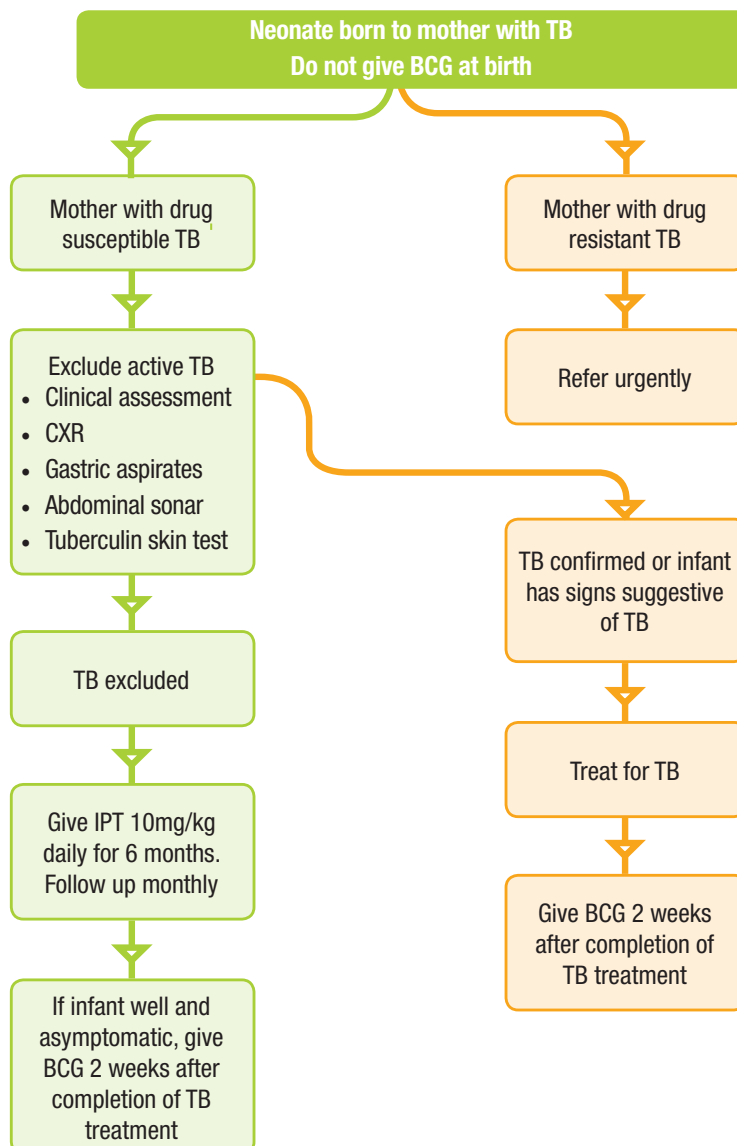 Neonate born to mother with TB
Do not give BCG at birth
Mother with drug
susceptible TB
Mother with drug
resistant TB
Exclude active TB
• Clinical assessment
• CXR
• Gastric aspirates
• Abdominal sonar
• Tuberculin skin test
Refer urgently
TB confirmed or infant
has signs suggestive
of TB
TB excluded
Treat for TB
Give IPT 10mg/kg
daily for 6 months.
Follow up monthly
Give BCG 2 weeks
after completion of
TB treatment
If infant well and
asymptomatic, give
BCG 2 weeks after
completion of TB
treatment